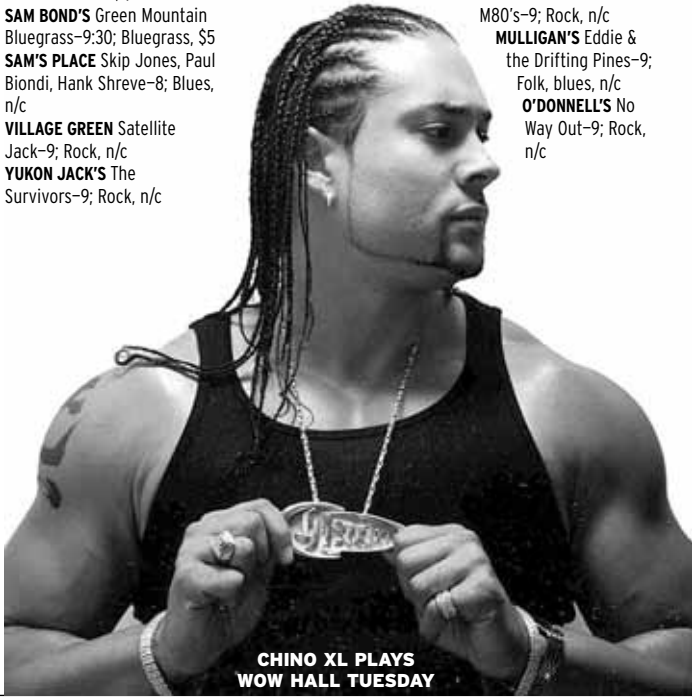 SAM BOND'S Green Mountain
Bluegrass–9:30; Bluegrass, $5
SAM'S PLACE Skip Jones, Paul
Biondi, Hank Shreve–8; Blues,
n/c
VILLAGE GREEN Satellite
Jack–9; Rock, n/c
YUKON JACK'S The
Survivors–9; Rock, n/c
M80's–9; Rock, n/c
MULLIGAN'S Eddie &
the Drifting Pines–9;
Folk, blues, n/c
O'DONNELL'S No
Way Out–9; Rock,
n/c
CHINO XL PLAYS
WOW HALL TUESDAY